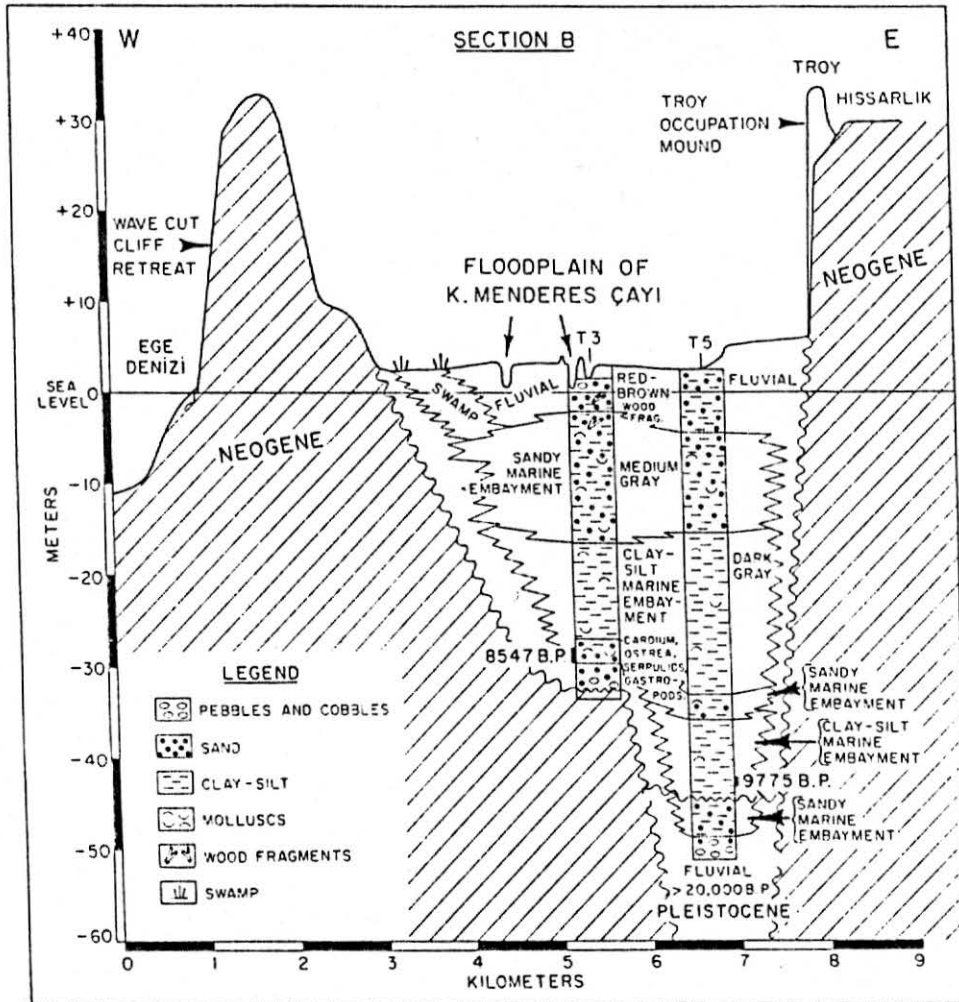 SECTION B
W
E
+40
+30
+20
+10
SEA LEVEL
0
-10
-20
-30
-40
-50
-60
METERS
TROY
HISSARLIK
TROY
OCCUPATION
MOUND
WAVE CUT
CLIFF
RETREAT
FLOODPLAIN OF
K. MENDERES ÇAYI
NEOGENE
EGE
DENİZİ
T3
T5
SWAMP
FLUVIAL
RED-
BROWN
WOOD
FRAG.
FLUVIAL
NEOGENE
SANDY
MARINE
EMBAYMENT
MEDIUM
GRAY
CLAY-
SILT
MARINE
EMBAY-
MENT
DARK
GRAY
8547 B.P.
CARDIUM,
OSTREA,
SERPULIDS,
GASTRO-
PODS
SANDY
MARINE
EMBAYMENT
CLAY-SILT
MARINE
EMBAYMENT
9775 B.P.
SANDY
MARINE
EMBAYMENT
FLUVIAL
>20,000 B.P.
PLEISTOCENE
LEGEND
PEBBLES AND COBBLES
SAND
CLAY-SILT
MOLLUSCS
WOOD FRAGMENTS
SWAMP
0 1 2 3 4 5 6 7 8 9
KILOMETERS